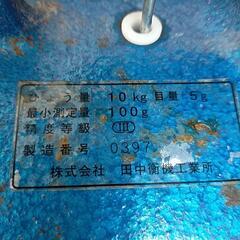 ひょう量 10kg 目量 5g
最小測定量 100g
精度等級 Ⅲ
製造番号 0397
株式会社 田中衡機工業所